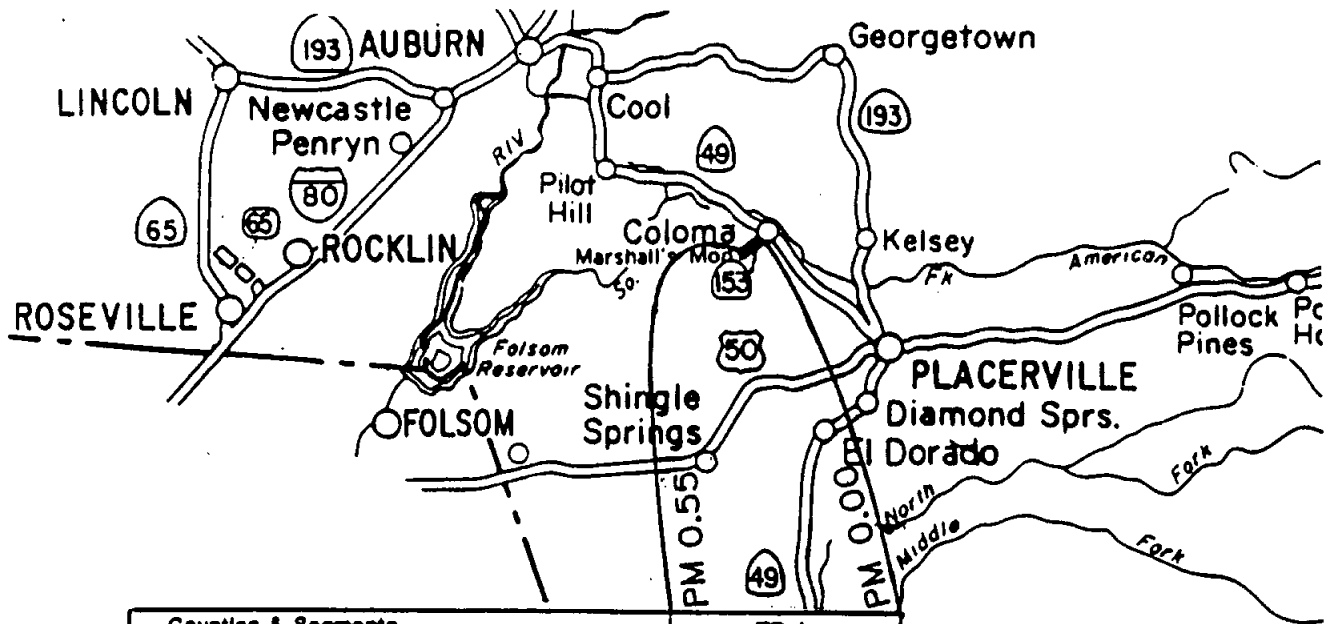 193
AUBURN
Georgetown
LINCOLN
Newcastle
Cool
Penryn
193
RIV
49
80
Pilot
Hill
65
65
Coloma
Kelsey
ROCKLIN
Marshall's Mon
American
153
So.
Fk
ROSEVILLE
Pollock
Pines
50
Folsom
Reservoir
PLACERVILLE
Shingle
Springs
Diamond Sprs.
FOLSOM
El Dorado
Fork
PM 0.55
PM 0.00
North
Middle
Fork
49
Counties & Segments